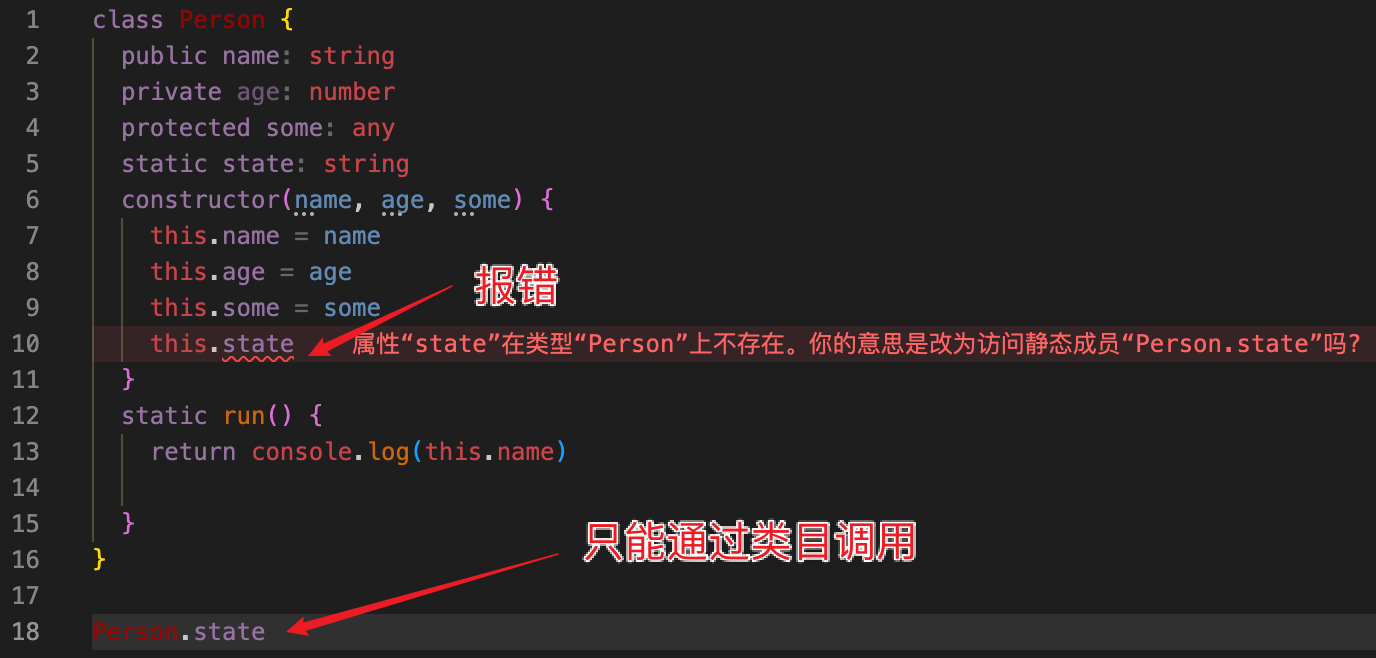 1 class Person {
2 public name: string
3 private age: number
4 protected some: any
5 static state: string
6 constructor(name, age, some) {
7 this.name = name
8 this.age = age
报错
9 this.some = some
10 this.state 属性“state”在类型“Person”上不存在。你的意思是改为访问静态成员“Person.state”吗?
11 }
12 static run() {
13 return console.log(this.name)
14
15 }
只能通过类目调用
16 }
17
18 Person.state